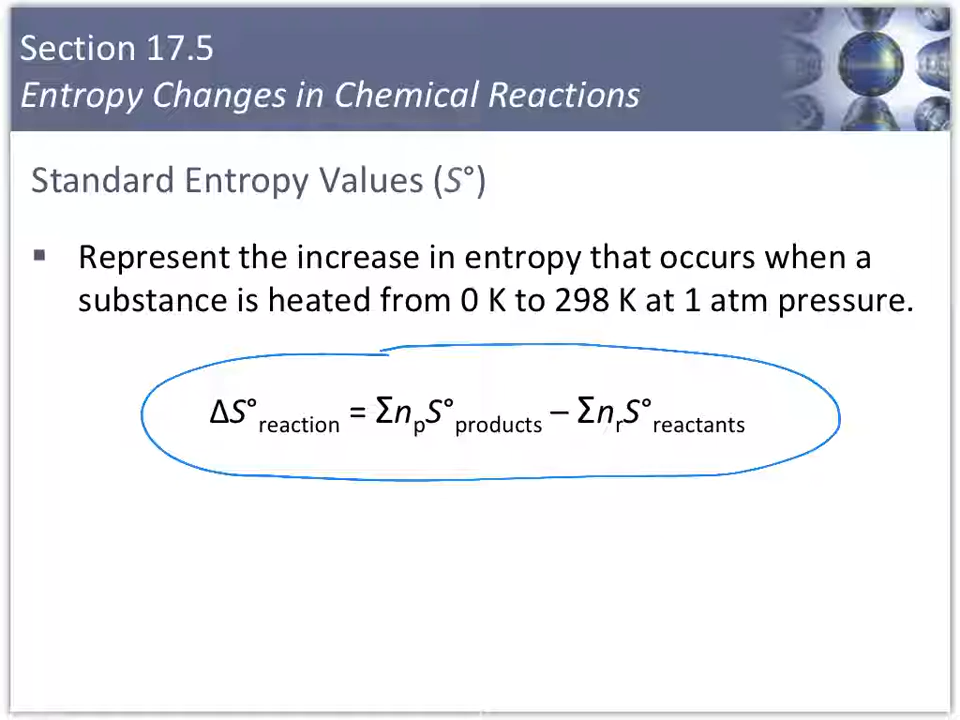 Section 17.5
Entropy Changes in Chemical Reactions
Standard Entropy Values (S°)
▪ Represent the increase in entropy that occurs when a
substance is heated from 0 K to 298 K at 1 atm pressure.
ΔS°reaction = ΣnpS°products – ΣnrS°reactants